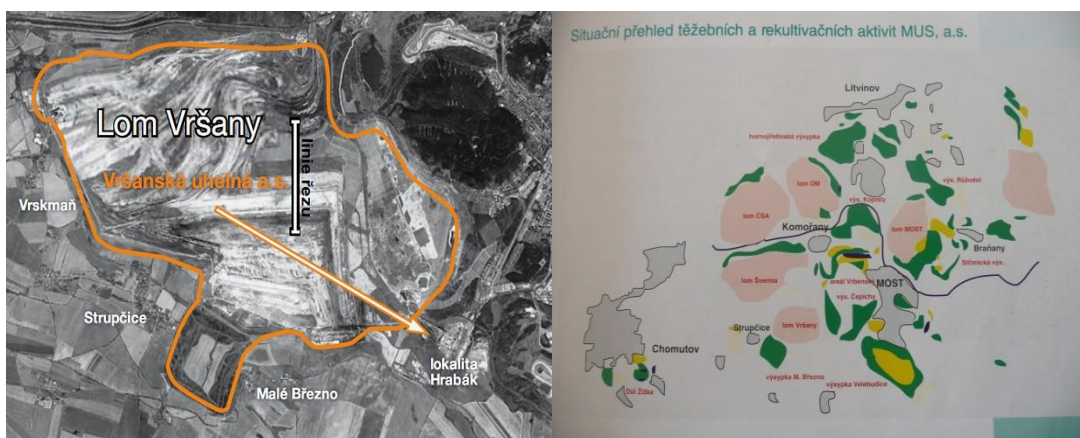 Lom Vršany
Vršanská uhelná a.s.
linie řezu
Vrskmaň
Strupčice
Malé Březno
lokalita
Hrabák
Situační přehled těžebních a rekultivačních aktivit MUS, a.s.
Litvínov
hornojiřetínská výsypka
lom OM
výs. Růžodol
výs. Kopisty
lom ČSA
Komořany
lom MOST
Braňany
Střimická výs.
lom Šverma
areál Vrbenský
MOST
výs. Čepichy
Strupčice
lom Vršany
Chomutov
výsypka M. Březno
výsypka Velebudice
Důl Žižka